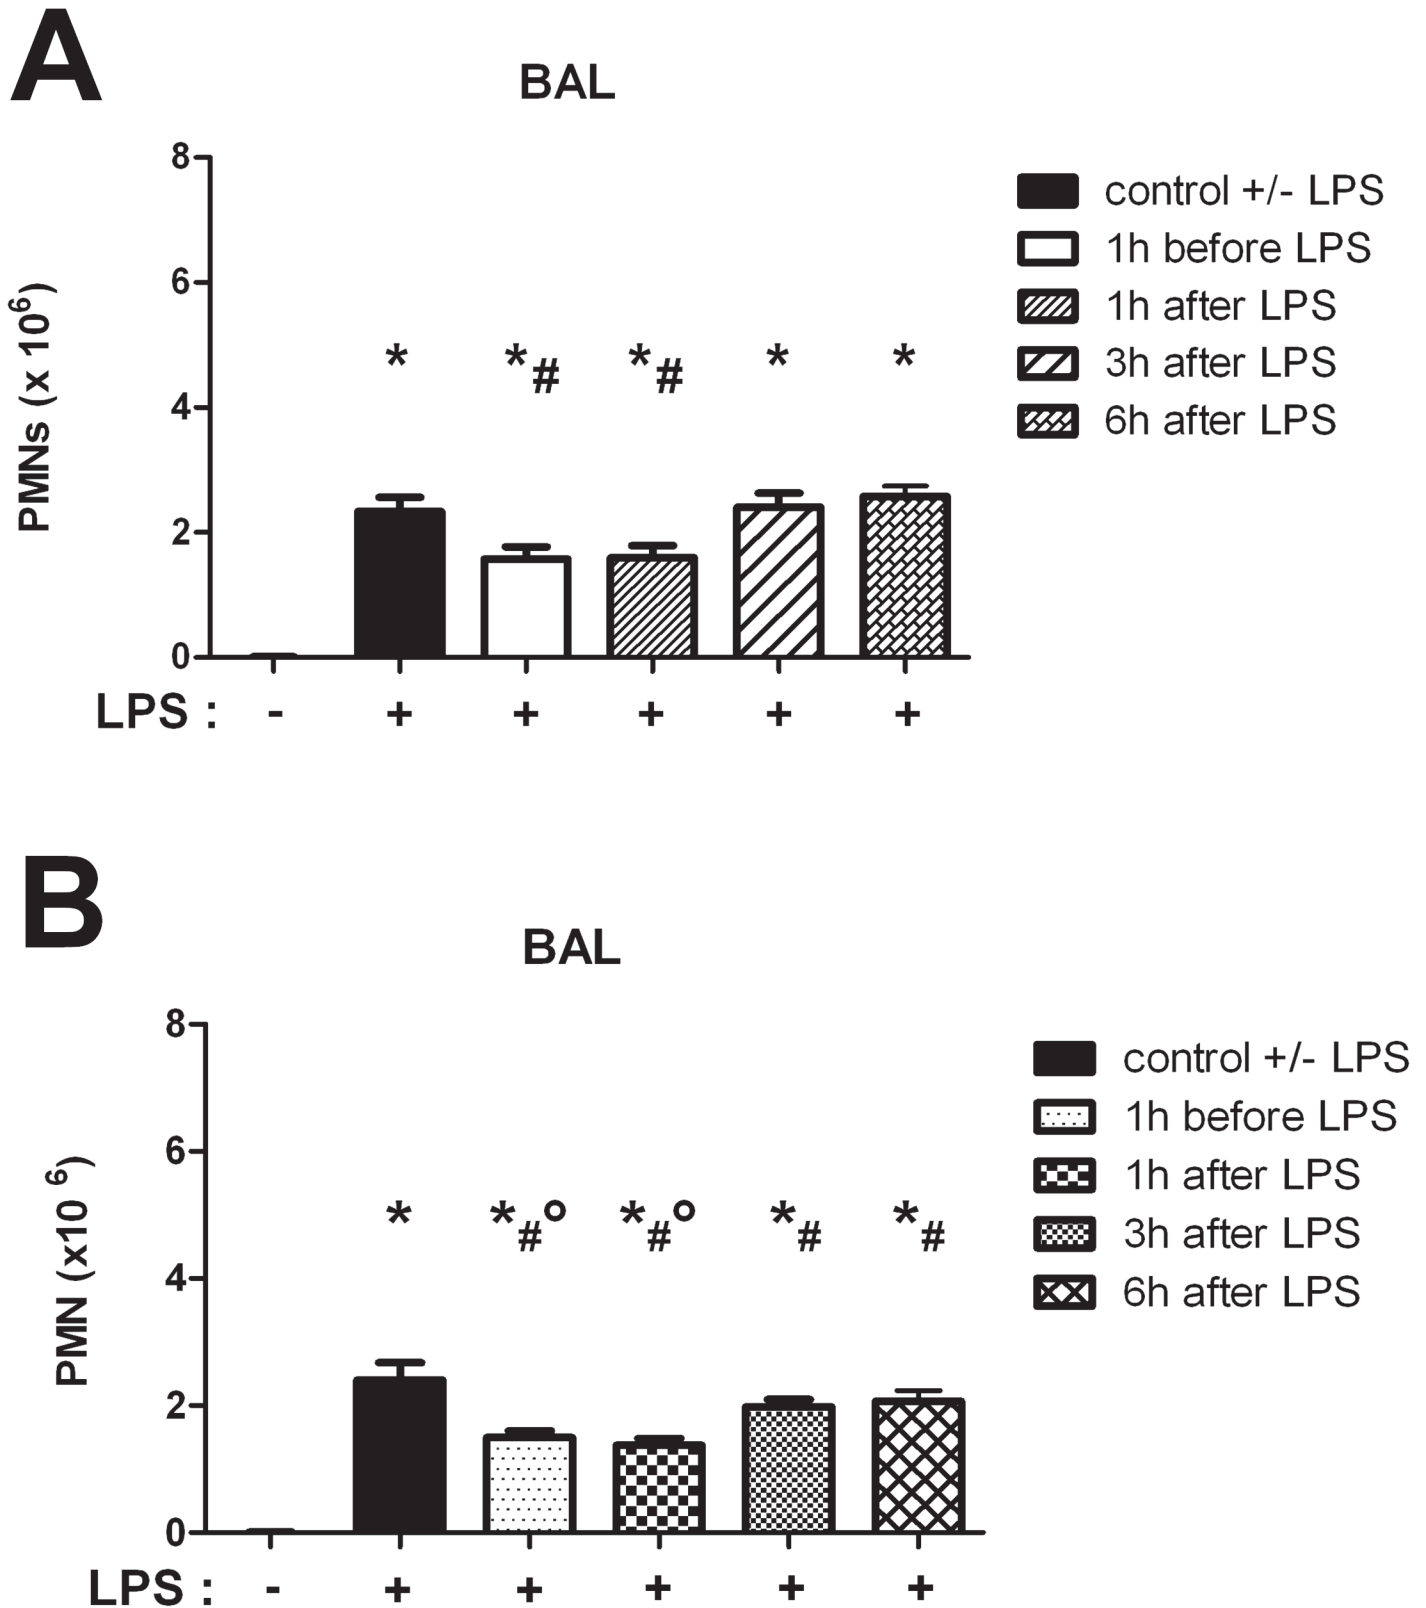 A
BAL
8
6
4
2
0
PMNs (x 10⁶)
* *# *# * *
LPS : - + + + + +
control +/- LPS
1h before LPS
1h after LPS
3h after LPS
6h after LPS
B
BAL
8
6
4
2
0
PMN (x10 ⁶)
* *#° *#° *# *#
LPS : - + + + + +
control +/- LPS
1h before LPS
1h after LPS
3h after LPS
6h after LPS